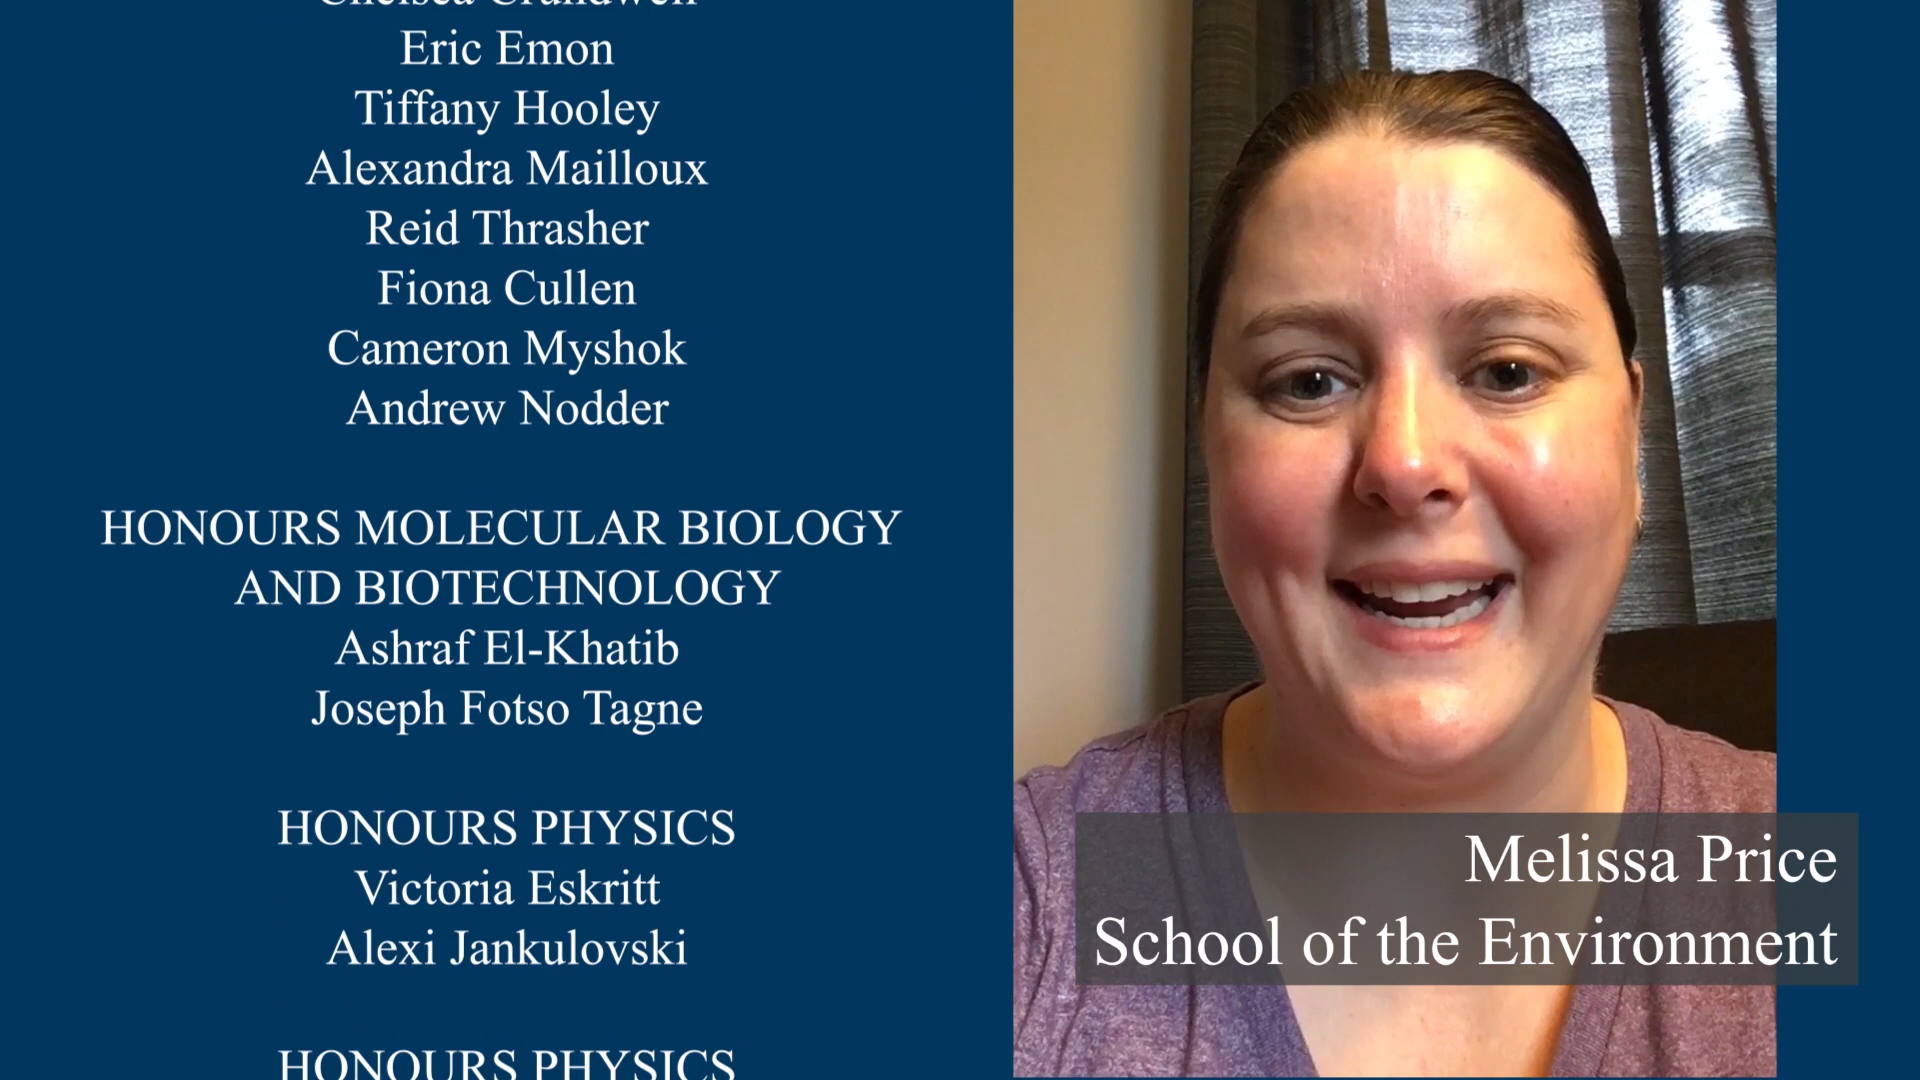 Chelsea Crundwell
Eric Emon
Tiffany Hooley
Alexandra Mailloux
Reid Thrasher
Fiona Cullen
Cameron Myshok
Andrew Nodder
HONOURS MOLECULAR BIOLOGY
AND BIOTECHNOLOGY
Ashraf El-Khatib
Joseph Fotso Tagne
HONOURS PHYSICS
Victoria Eskritt
Alexi Jankulovski
HONOURS PHYSICS
Melissa Price
School of the Environment